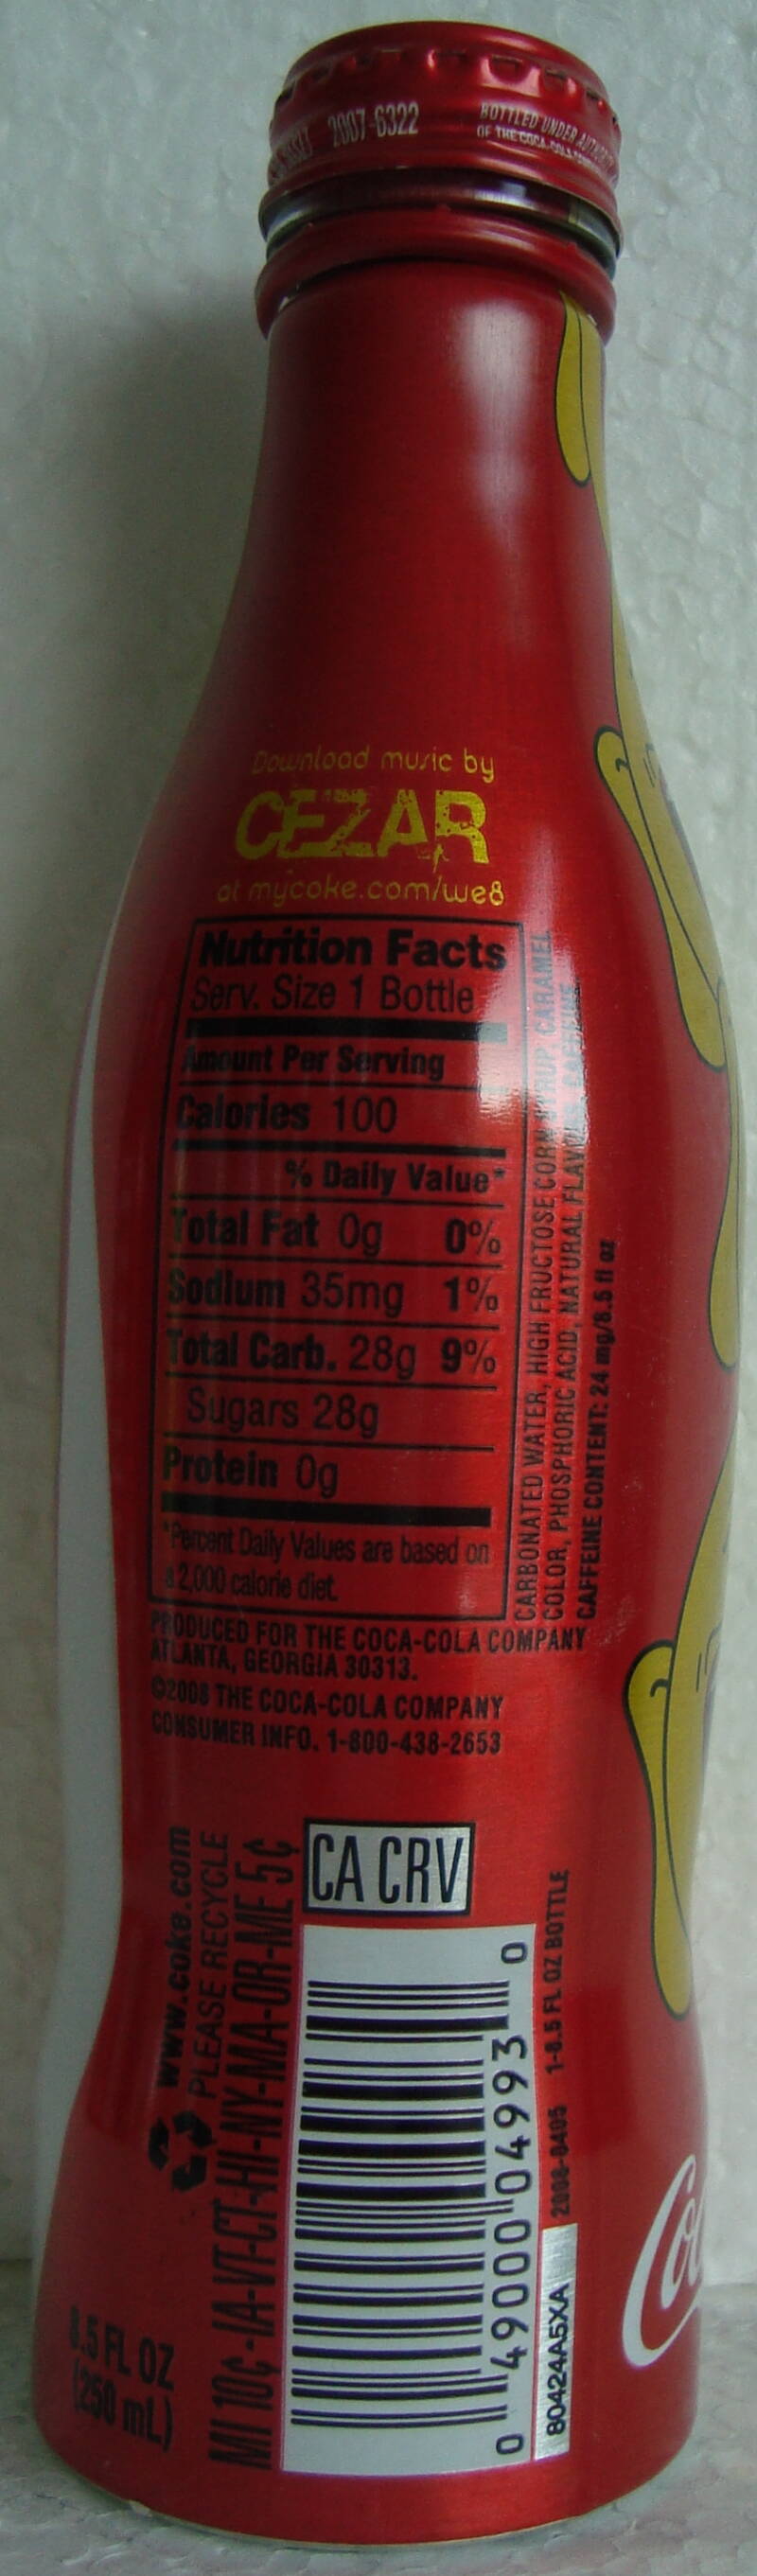 2007-6322
BOTTLED UNDER AUTHORITY
OF THE COCA-COLA
Download music by
CEZAR
at mycoke.com/we8
Nutrition Facts
Serv. Size 1 Bottle
Amount Per Serving
Calories 100
% Daily Value*
Total Fat 0g 0%
Sodium 35mg 1%
Total Carb. 28g 9%
Sugars 28g
Protein 0g
*Percent Daily Values are based on
a 2,000 calorie diet.
CARBONATED WATER, HIGH FRUCTOSE CORN SYRUP, CARAMEL
COLOR, PHOSPHORIC ACID, NATURAL FLAVORS, CAFFEINE
CAFFEINE CONTENT: 24 mg/8.5 fl oz
PRODUCED FOR THE COCA-COLA COMPANY
ATLANTA, GEORGIA 30313.
©2008 THE COCA-COLA COMPANY
CONSUMER INFO. 1-800-438-2653
www.coke.com
PLEASE RECYCLE
MI 10¢-IA-VT-CT-HI-NY-MA-OR-ME 5¢
CA CRV
0 49000 04993 0
2008-0405 1-8.5 FL OZ BOTTLE
80424A5XA
8.5 FL OZ
(250 mL)